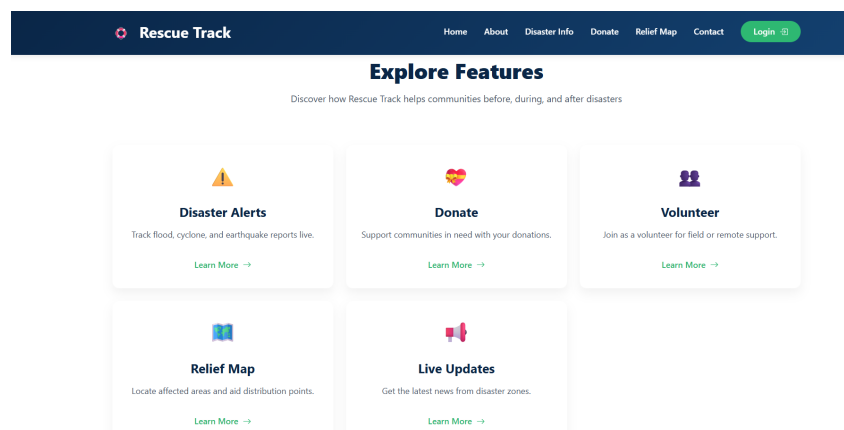 Rescue Track
Home About Disaster Info Donate Relief Map Contact Login
Explore Features
Discover how Rescue Track helps communities before, during, and after disasters
Disaster Alerts
Track flood, cyclone, and earthquake reports live.
Learn More →
Donate
Support communities in need with your donations.
Learn More →
Volunteer
Join as a volunteer for field or remote support.
Learn More →
Relief Map
Locate affected areas and aid distribution points.
Learn More →
Live Updates
Get the latest news from disaster zones.
Learn More →